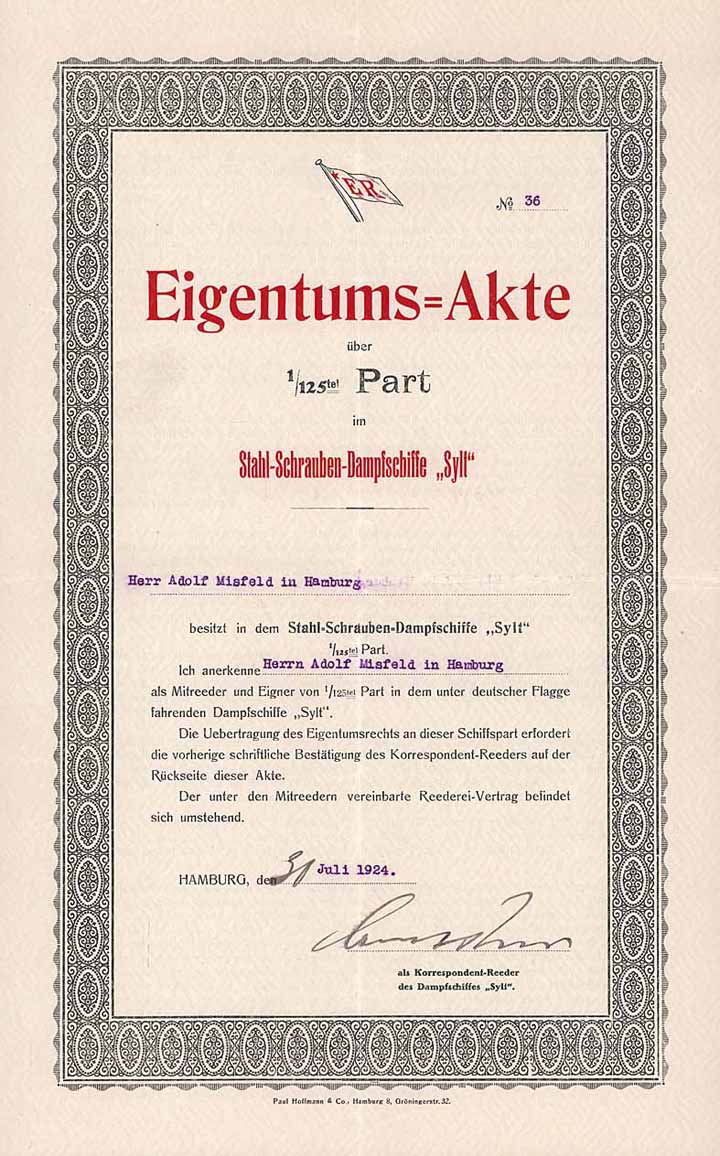 ER
No 36
Eigentums=Akte
über
1/125tel Part
im
Stahl-Schrauben-Dampfschiffe „Sylt“
Herr Adolf Misfeld in Hamburg
besitzt in dem Stahl-Schrauben-Dampfschiffe „Sylt“
1/125tel Part.
Ich anerkenne Herrn Adolf Misfeld in Hamburg
als Mitreeder und Eigner von 1/125tel Part in dem unter deutscher Flagge
fahrenden Dampfschiffe „Sylt“.
Die Uebertragung des Eigentumsrechts an dieser Schiffspart erfordert
die vorherige schriftliche Bestätigung des Korrespondent-Reeders auf der
Rückseite dieser Akte.
Der unter den Mitreedern vereinbarte Reederei-Vertrag befindet
sich umstehend.
HAMBURG, den 31 Juli 1924.
als Korrespondent-Reeder
des Dampfschiffes „Sylt“.
Paul Hoffmann & Co., Hamburg 8, Gröningerstr. 32.